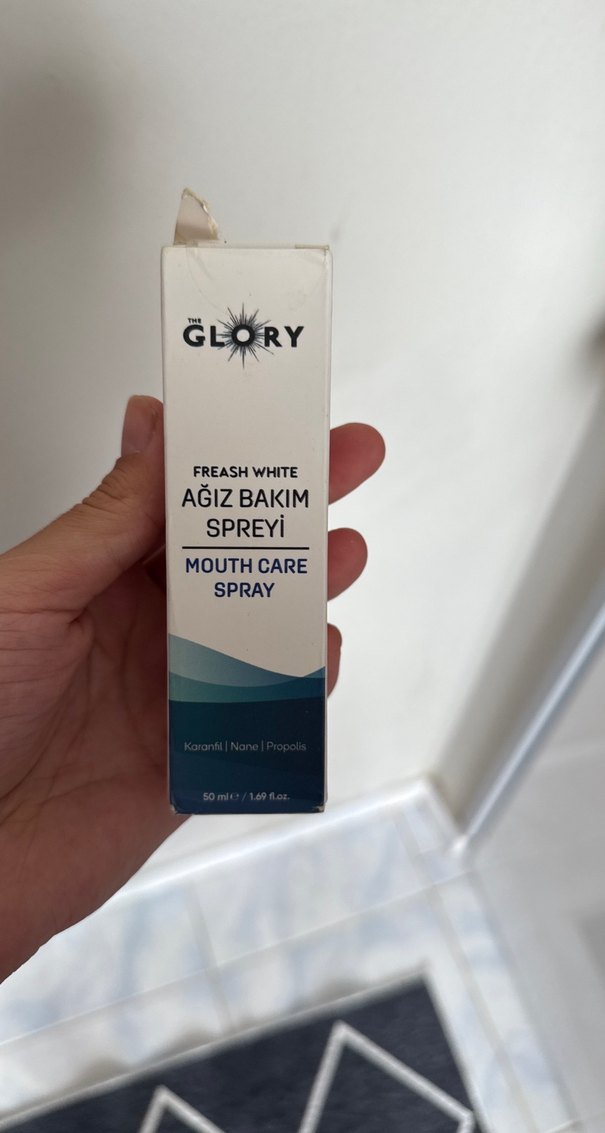 THE
GLORY
FREASH WHITE
AĞIZ BAKIM
SPREYİ
MOUTH CARE
SPRAY
Karanfil | Nane | Propolis
50 ml ℮ / 1.69 fl.oz.